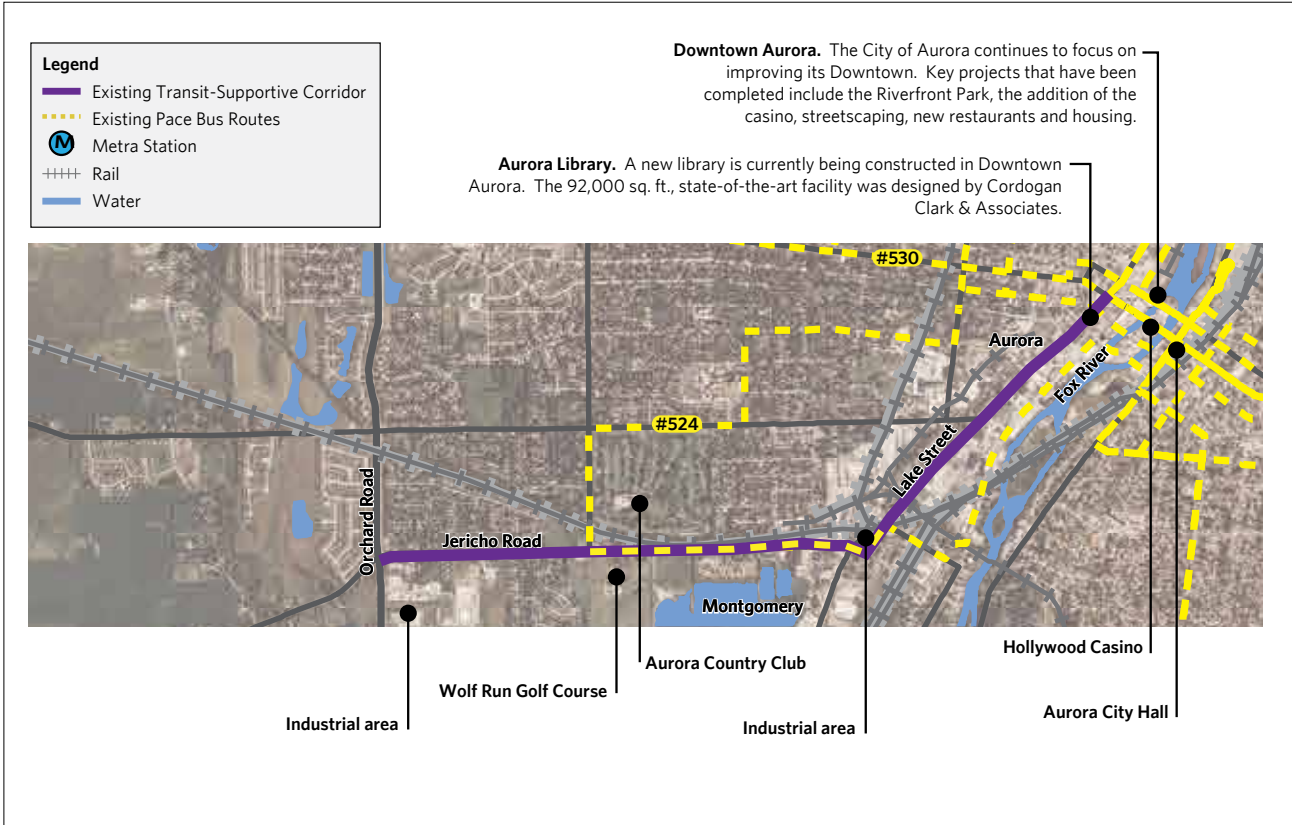 Legend
Existing Transit-Supportive Corridor
Existing Pace Bus Routes
M
Metra Station
Rail
Water
Downtown Aurora. The City of Aurora continues to focus on
improving its Downtown. Key projects that have been
completed include the Riverfront Park, the addition of the
casino, streetscaping, new restaurants and housing.
Aurora Library. A new library is currently being constructed in Downtown
Aurora. The 92,000 sq. ft., state-of-the-art facility was designed by Cordogan
Clark & Associates.
#530
Aurora
Fox River
#524
Lake Street
Orchard Road
Jericho Road
Montgomery
Hollywood Casino
Aurora Country Club
Wolf Run Golf Course
Aurora City Hall
Industrial area
Industrial area